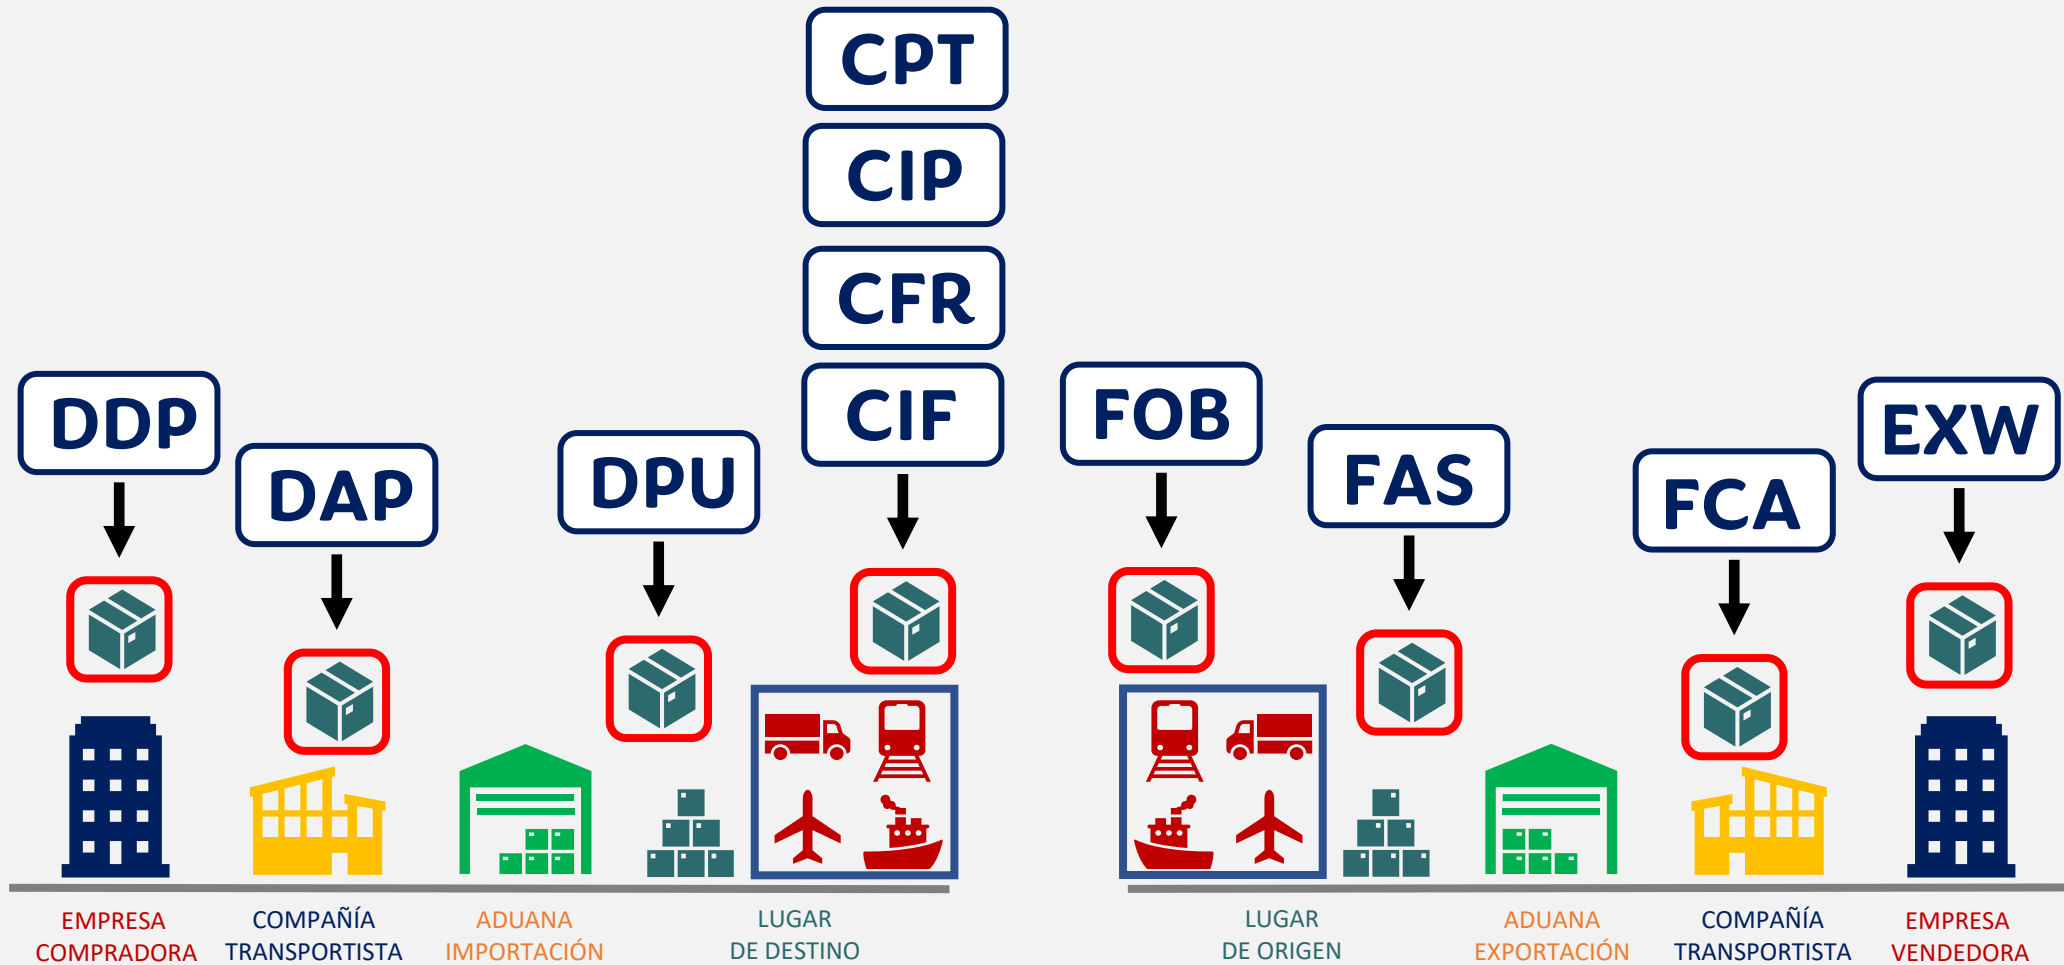 CPT
CIP
CFR
CIF
DDP
DAP
DPU
FOB
FAS
FCA
EXW
EMPRESA
COMPRADORA
COMPAÑÍA
TRANSPORTISTA
ADUANA
IMPORTACIÓN
LUGAR
DE DESTINO
LUGAR
DE ORIGEN
ADUANA
EXPORTACIÓN
COMPAÑÍA
TRANSPORTISTA
EMPRESA
VENDEDORA